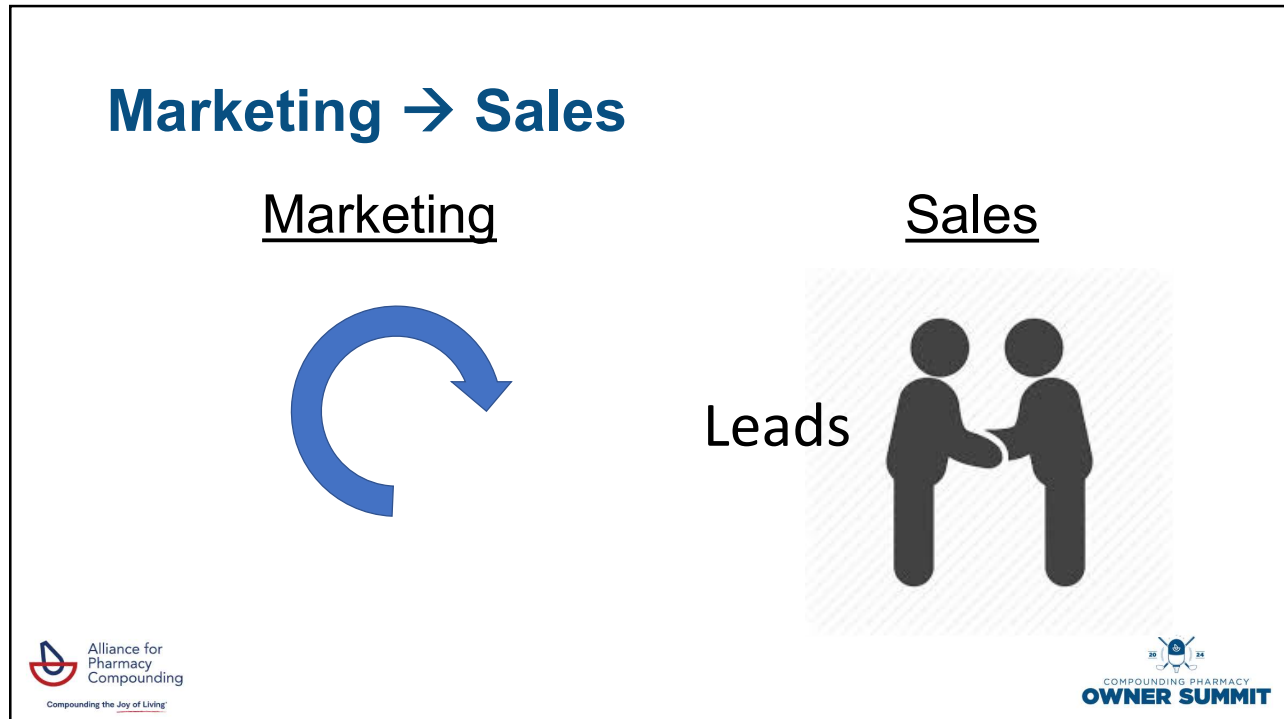 Marketing → Sales
Marketing
Sales
Leads
Alliance for
Pharmacy
Compounding
Compounding the Joy of Living
20 24
COMPOUNDING PHARMACY
OWNER SUMMIT